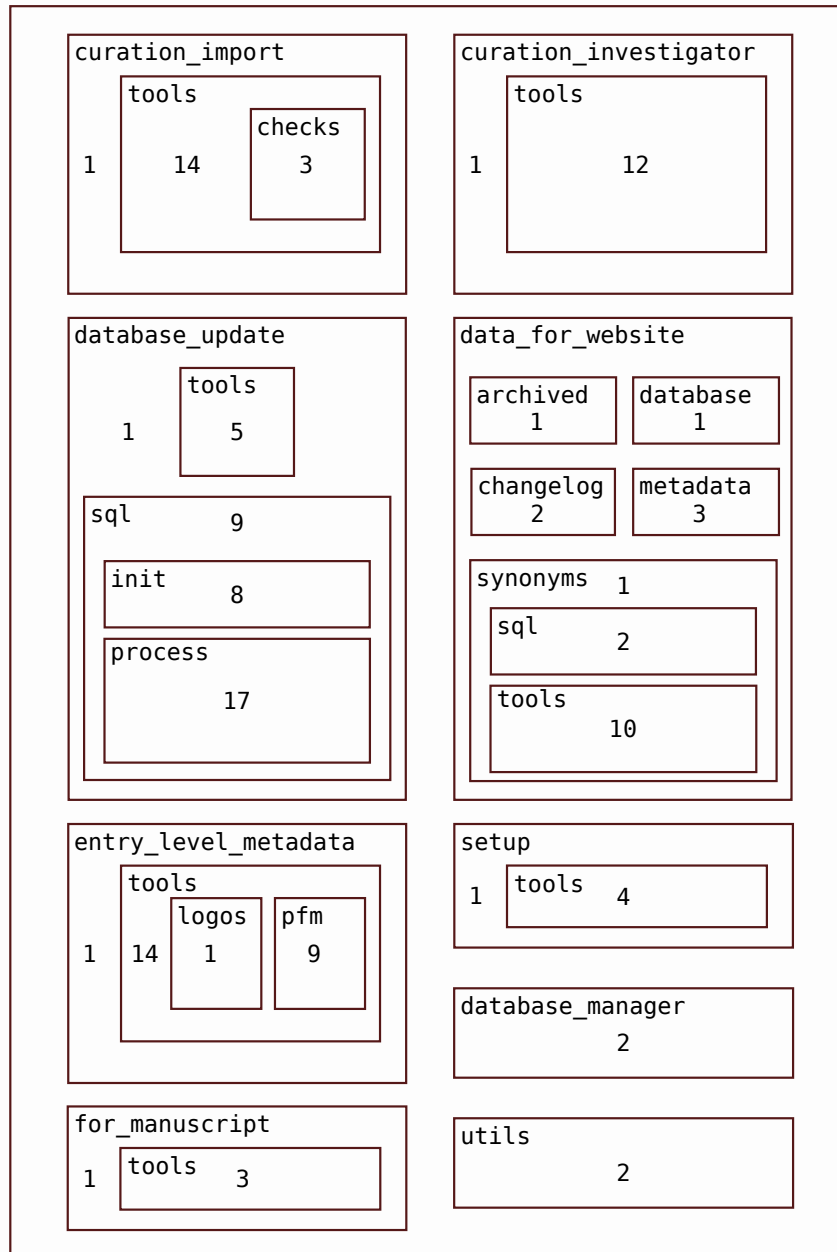 curation_import
tools
checks
1
14
3
curation_investigator
tools
1
12
database_update
tools
1
5
sql
9
init
8
process
17
data_for_website
archived
1
database
1
changelog
2
metadata
3
synonyms
1
sql
2
tools
10
entry_level_metadata
tools
logos
pfm
1
14
1
9
setup
tools
1
4
database_manager
2
for_manuscript
tools
1
3
utils
2